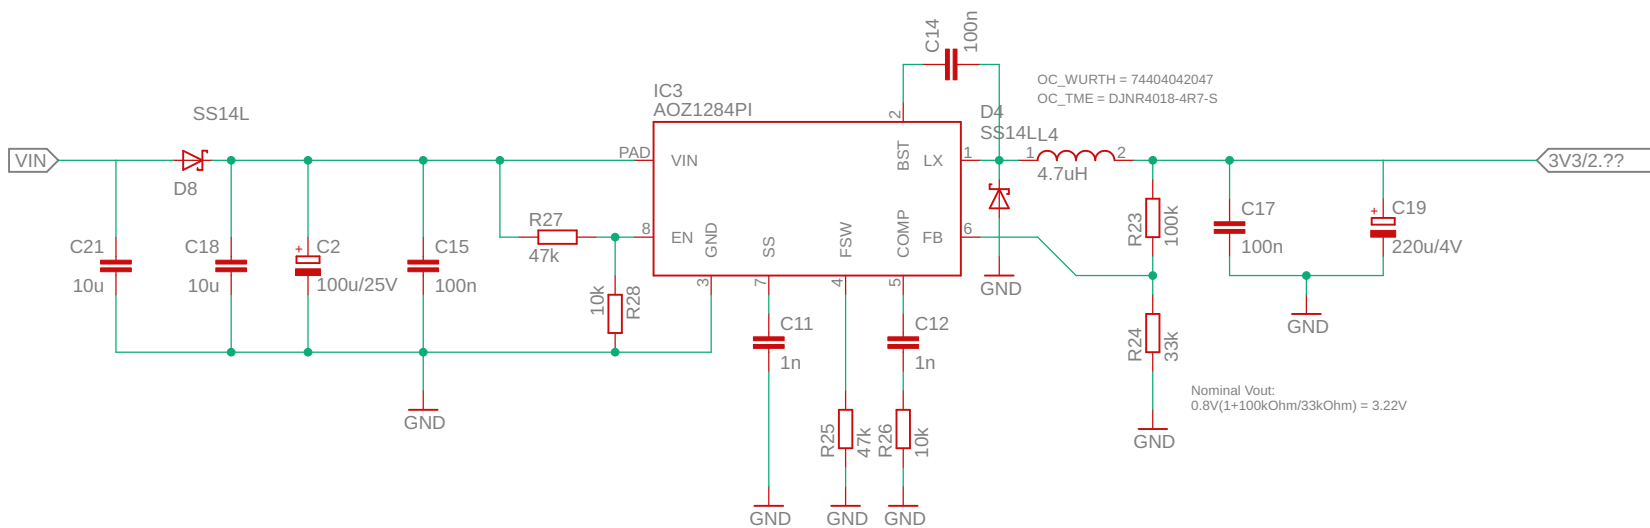 VIN
SS14L
D8
C21
10u
C18
10u
+
C2
100u/25V
C15
100n
R27
47k
10k
R28
GND
IC3
AOZ1284PI
PAD
VIN
8
EN
GND
3
SS
7
FSW
4
COMP
5
BST
2
LX
1
FB
6
C14
100n
OC_WURTH = 74404042047
OC_TME = DJNR4018-4R7-S
D4
SS14L
L4
1
2
4.7uH
GND
C11
1n
GND
R25
47k
GND
C12
1n
R26
10k
GND
R23
100k
R24
33k
GND
C17
100n
+
C19
220u/4V
GND
3V3/2.??
Nominal Vout:
0.8V(1+100kOhm/33kOhm) = 3.22V